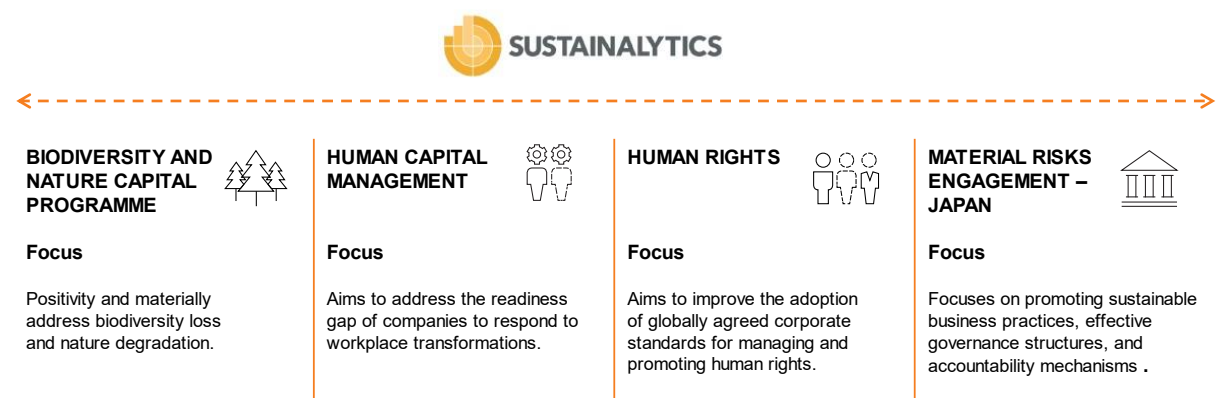 SUSTAINALYTICS
BIODIVERSITY AND
NATURE CAPITAL
PROGRAMME
Focus
Positivity and materially
address biodiversity loss
and nature degradation.
HUMAN CAPITAL
MANAGEMENT
Focus
Aims to address the readiness
gap of companies to respond to
workplace transformations.
HUMAN RIGHTS
Focus
Aims to improve the adoption
of globally agreed corporate
standards for managing and
promoting human rights.
MATERIAL RISKS
ENGAGEMENT –
JAPAN
Focus
Focuses on promoting sustainable
business practices, effective
governance structures, and
accountability mechanisms .